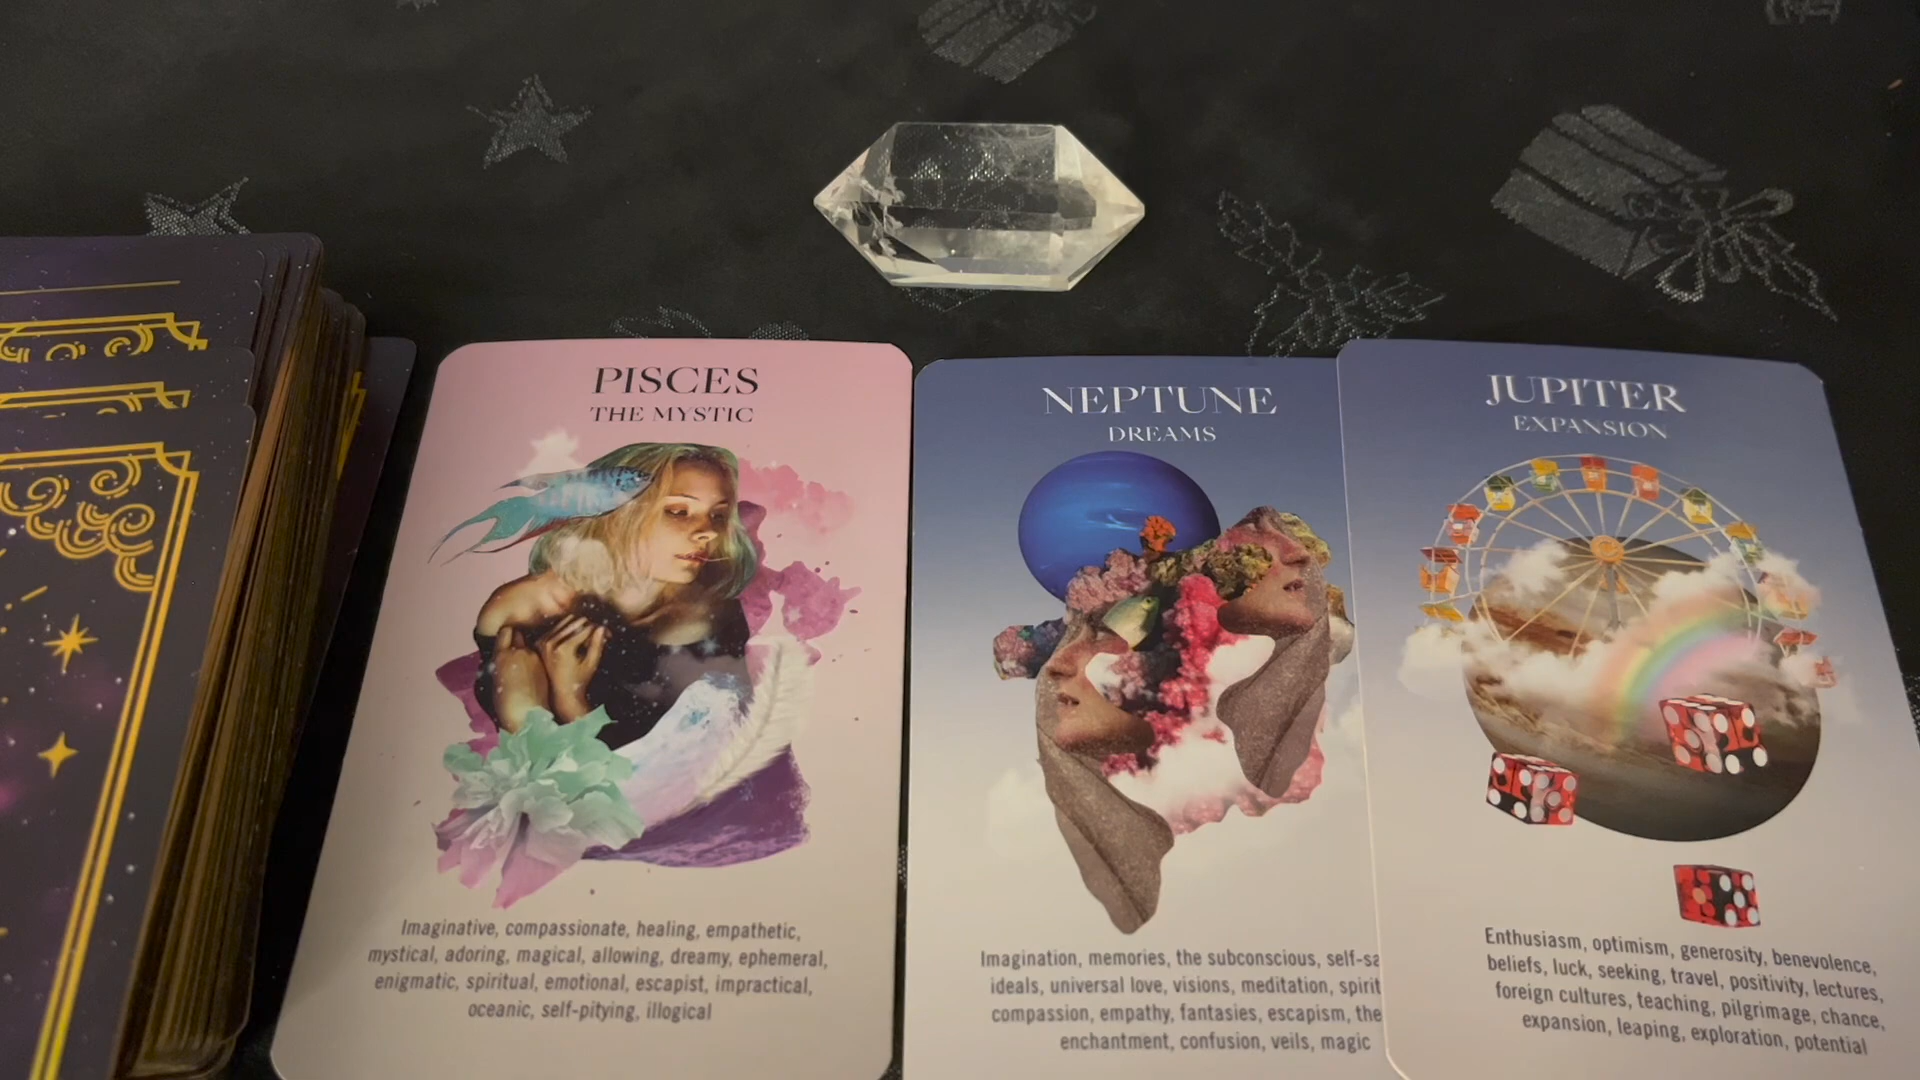 PISCES
THE MYSTIC
Imaginative, compassionate, healing, empathetic,
mystical, adoring, magical, allowing, dreamy, ephemeral,
enigmatic, spiritual, emotional, escapist, impractical,
oceanic, self-pitying, illogical
NEPTUNE
DREAMS
Imagination, memories, the subconscious, self-sa
ideals, universal love, visions, meditation, spirit
compassion, empathy, fantasies, escapism, the
enchantment, confusion, veils, magic
JUPITER
EXPANSION
Enthusiasm, optimism, generosity, benevolence,
beliefs, luck, seeking, travel, positivity, lectures,
foreign cultures, teaching, pilgrimage, chance,
expansion, leaping, exploration, potential